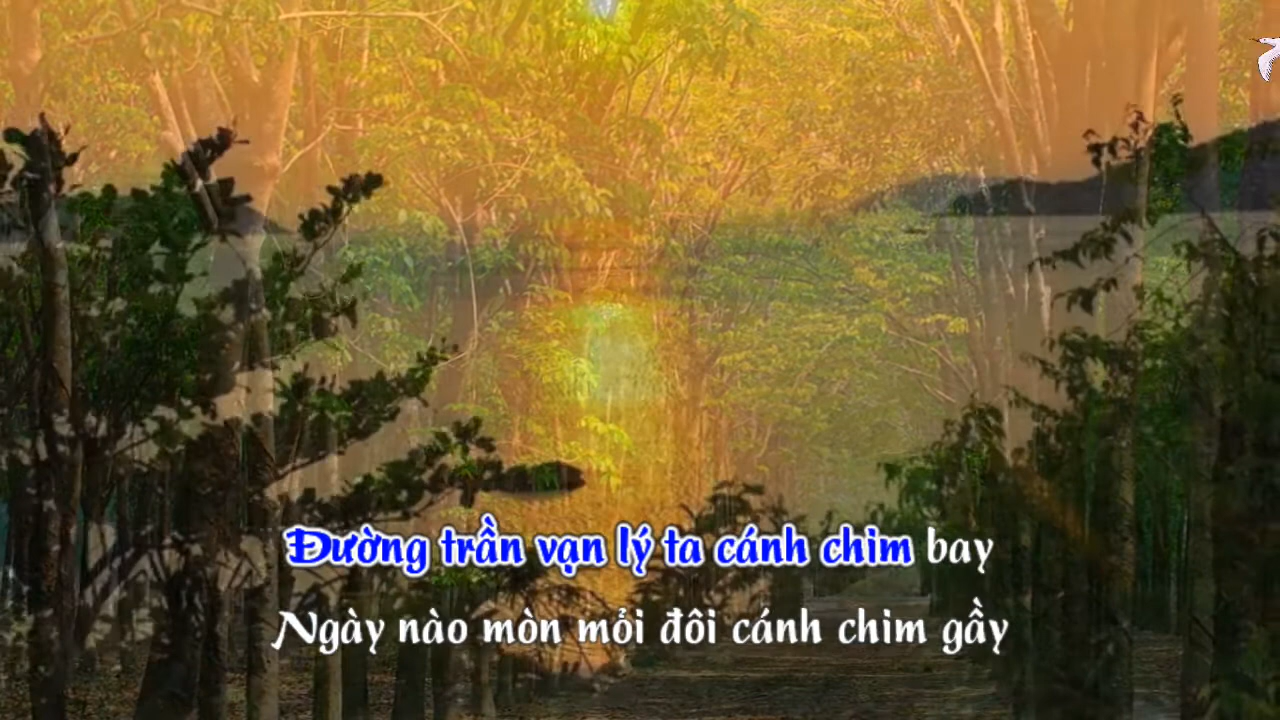 Đường trần vạn lý ta cánh chim bay
Ngày nào mòn mỏi đôi cánh chim gầy